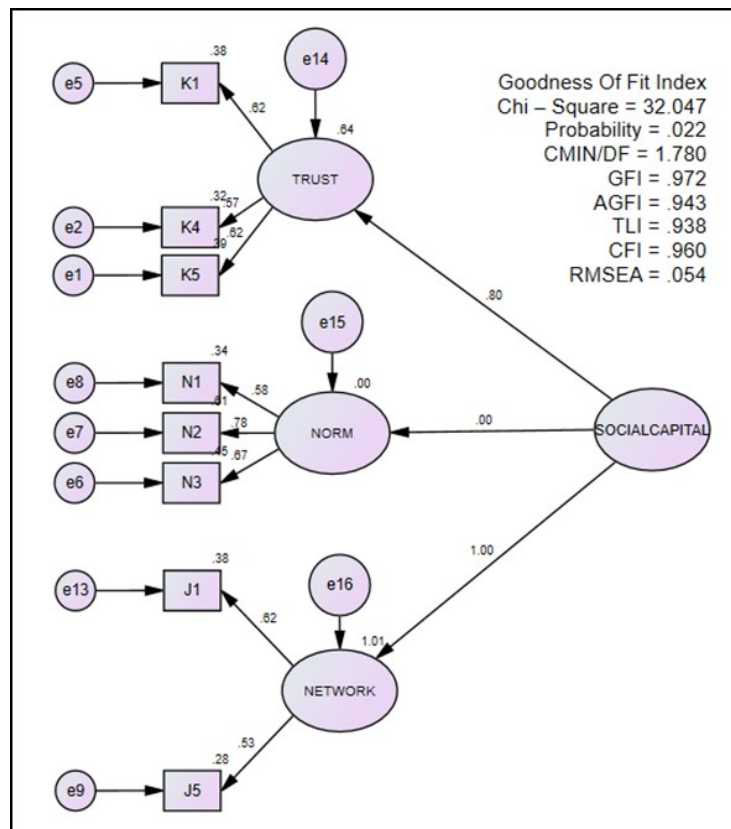 .38
e14
e5
K1
.62
.64
TRUST
.32
.57
e2
K4
.62
.39
e1
K5
Goodness Of Fit Index
Chi – Square = 32.047
Probability = .022
CMIN/DF = 1.780
GFI = .972
AGFI = .943
TLI = .938
CFI = .960
RMSEA = .054
.80
e15
.34
e8
N1
.58
.00
.61
e7
N2
.78
NORM
.00
SOCIALCAPITAL
.45
.67
e6
N3
1.00
.38
e16
e13
J1
.62
1.01
NETWORK
.53
.28
e9
J5